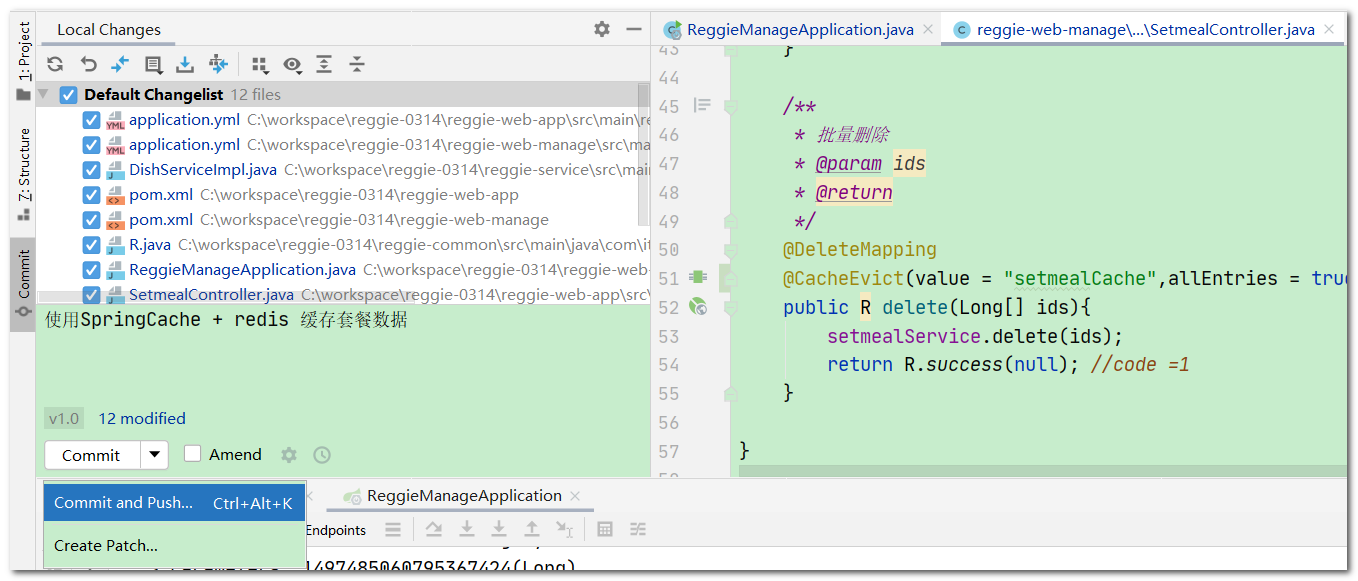 1: Project
Z: Structure
Commit
Local Changes
Default Changelist 12 files
application.yml C:\workspace\reggie-0314\reggie-web-app\src\main\re
application.yml C:\workspace\reggie-0314\reggie-web-manage\src\ma
DishServiceImpl.java C:\workspace\reggie-0314\reggie-service\src\mai
pom.xml C:\workspace\reggie-0314\reggie-web-app
pom.xml C:\workspace\reggie-0314\reggie-web-manage
R.java C:\workspace\reggie-0314\reggie-common\src\main\java\com\it
ReggieManageApplication.java C:\workspace\reggie-0314\reggie-web-
SetmealController.java C:\workspace\reggie-0314\reggie-web-app\src\
使用SpringCache + redis 缓存套餐数据
v1.0 12 modified
Commit Amend
Commit and Push... Ctrl+Alt+K
Create Patch...
ReggieManageApplication.java reggie-web-manage\...\SetmealController.java
43 }
44
45 /**
46 * 批量删除
47 * @param ids
48 * @return
49 */
50 @DeleteMapping
51 @CacheEvict(value = "setmealCache",allEntries = true
52 public R delete(Long[] ids){
53 setmealService.delete(ids);
54 return R.success(null); //code =1
55 }
56
57 }
ReggieManageApplication
Endpoints
1497485060795367424(Long)